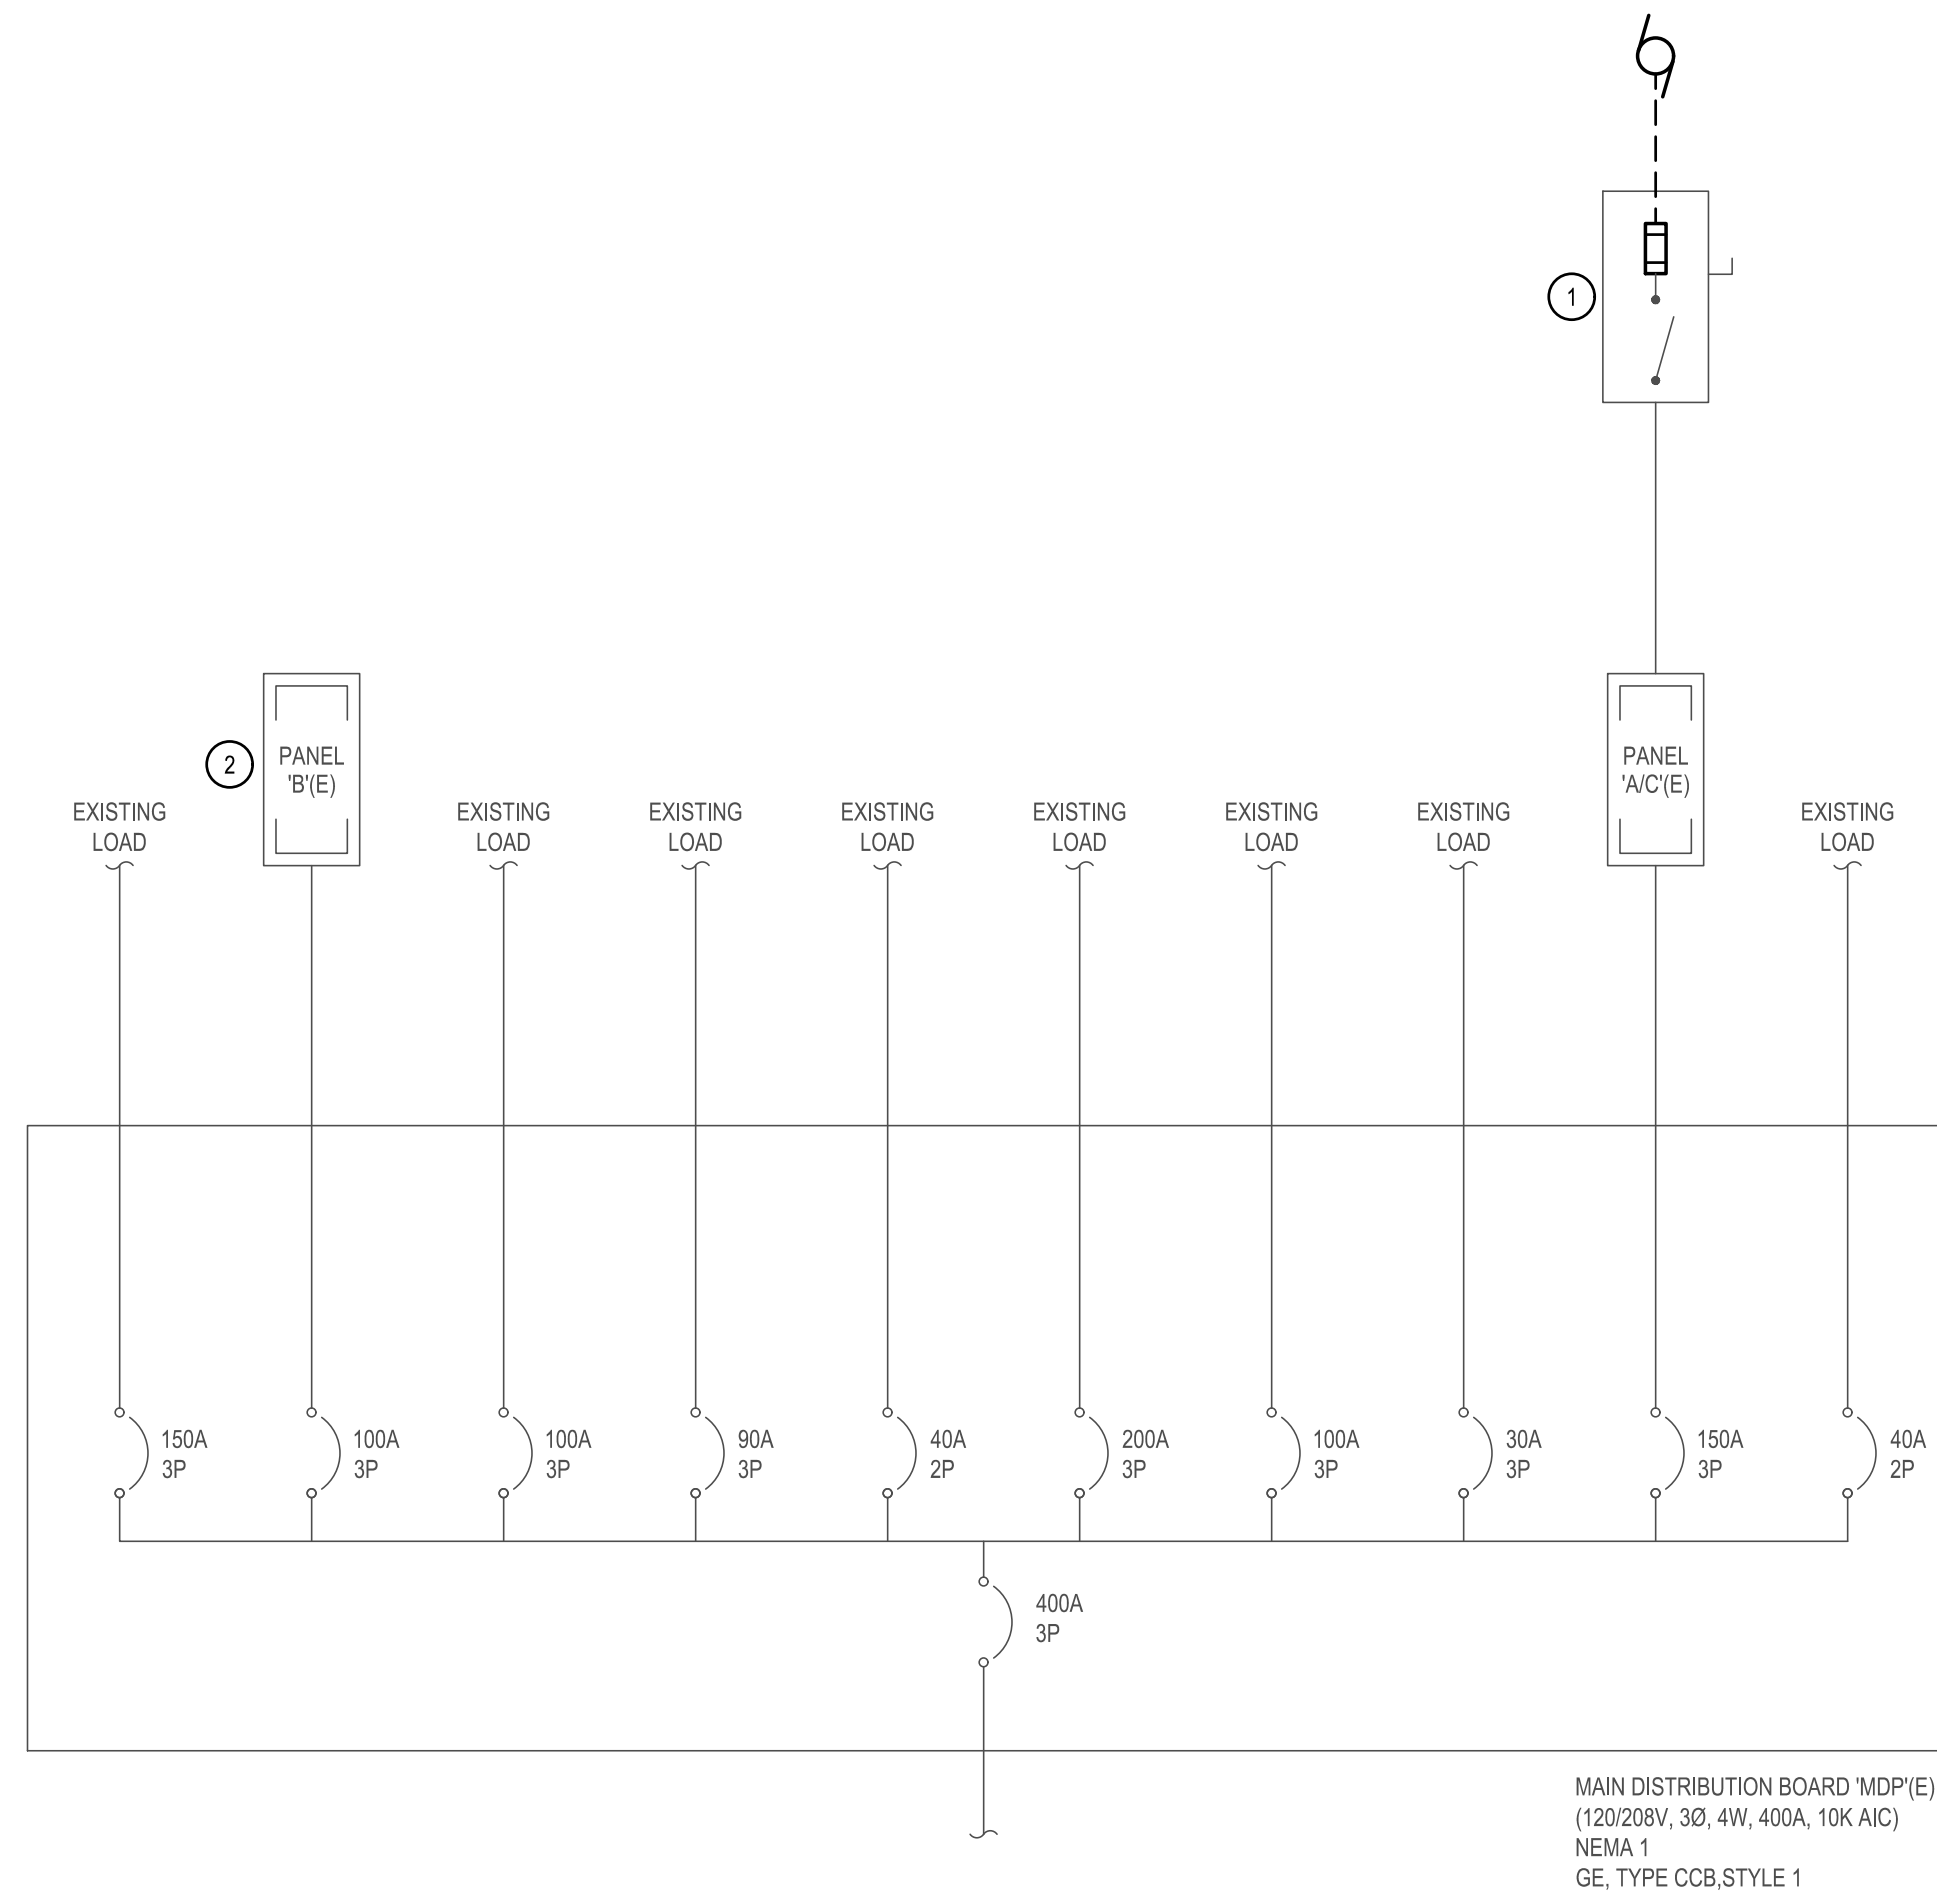 1
2
PANEL
'B'(E)
PANEL
'A/C'(E)
EXISTING
LOAD
EXISTING
LOAD
EXISTING
LOAD
EXISTING
LOAD
EXISTING
LOAD
EXISTING
LOAD
EXISTING
LOAD
EXISTING
LOAD
150A
3P
100A
3P
100A
3P
90A
3P
40A
2P
200A
3P
100A
3P
30A
3P
150A
3P
40A
2P
400A
3P
MAIN DISTRIBUTION BOARD 'MDP'(E)
(120/208V, 3Ø, 4W, 400A, 10K AIC)
NEMA 1
GE, TYPE CCB,STYLE 1